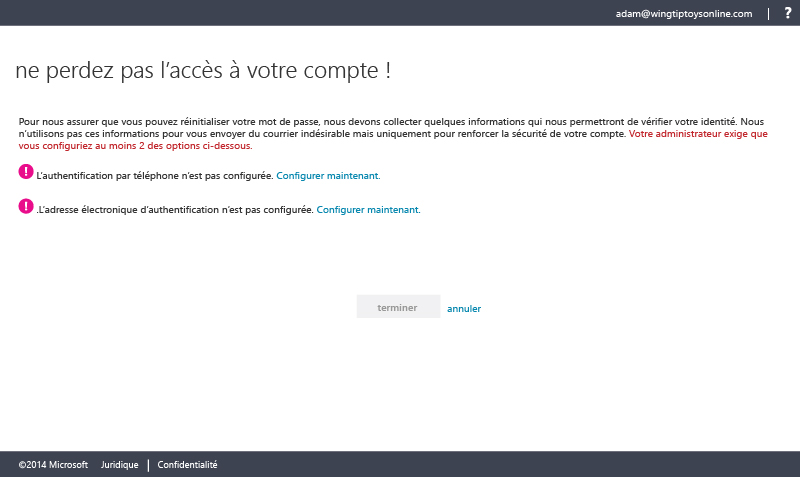 adam@wingtiptoysonline.com | ?
ne perdez pas l'accès à votre compte !
Pour nous assurer que vous pouvez réinitialiser votre mot de passe, nous devons collecter quelques informations qui nous permettront de vérifier votre identité. Nous
n'utilisons pas ces informations pour vous envoyer du courrier indésirable mais uniquement pour renforcer la sécurité de votre compte. Votre administrateur exige que
vous configuriez au moins 2 des options ci-dessous.
! L'authentification par téléphone n'est pas configurée. Configurer maintenant.
! .L'adresse électronique d'authentification n'est pas configurée. Configurer maintenant.
terminer annuler
©2014 Microsoft Juridique | Confidentialité